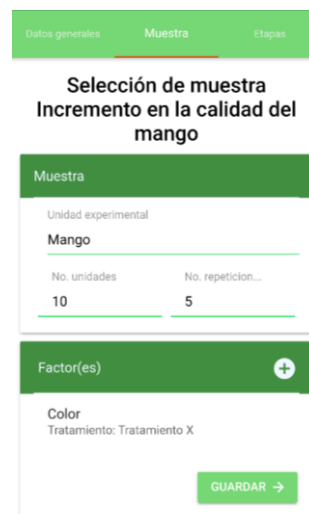 Datos generales Muestra Etapas
Selección de muestra
Incremento en la calidad del
mango
Muestra
Unidad experimental
Mango
No. unidades No. repeticion...
10 5
Factor(es)
Color
Tratamiento: Tratamiento X
GUARDAR →